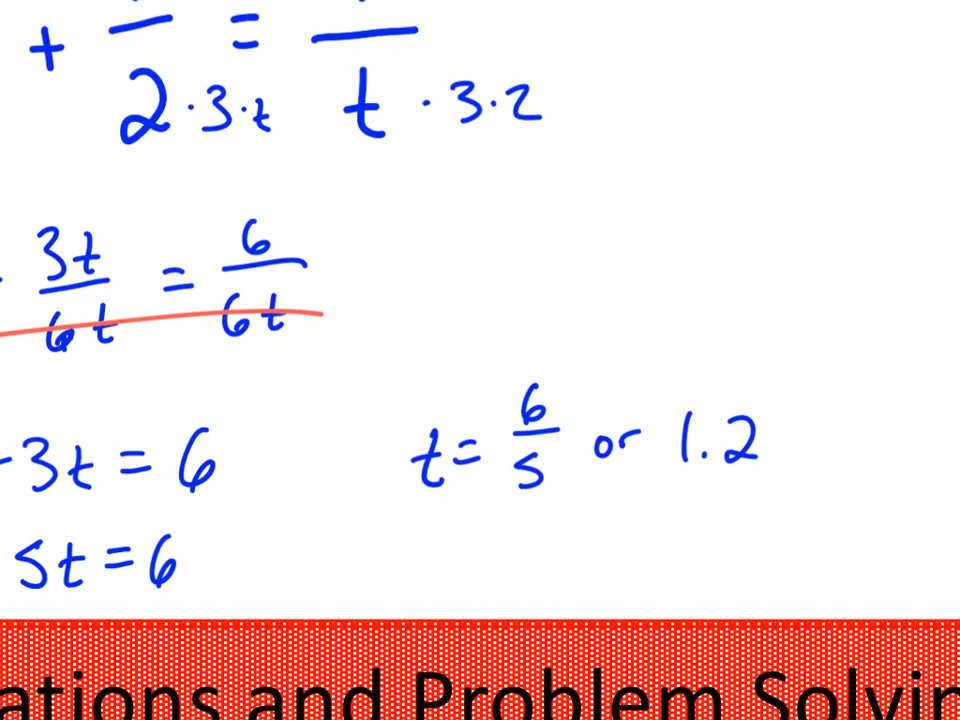 + 2·3·t = t·3·2
3t/6t = 6/6t
-3t = 6
t = 6/5 or 1.2
5t = 6
ations and Problem Solvin